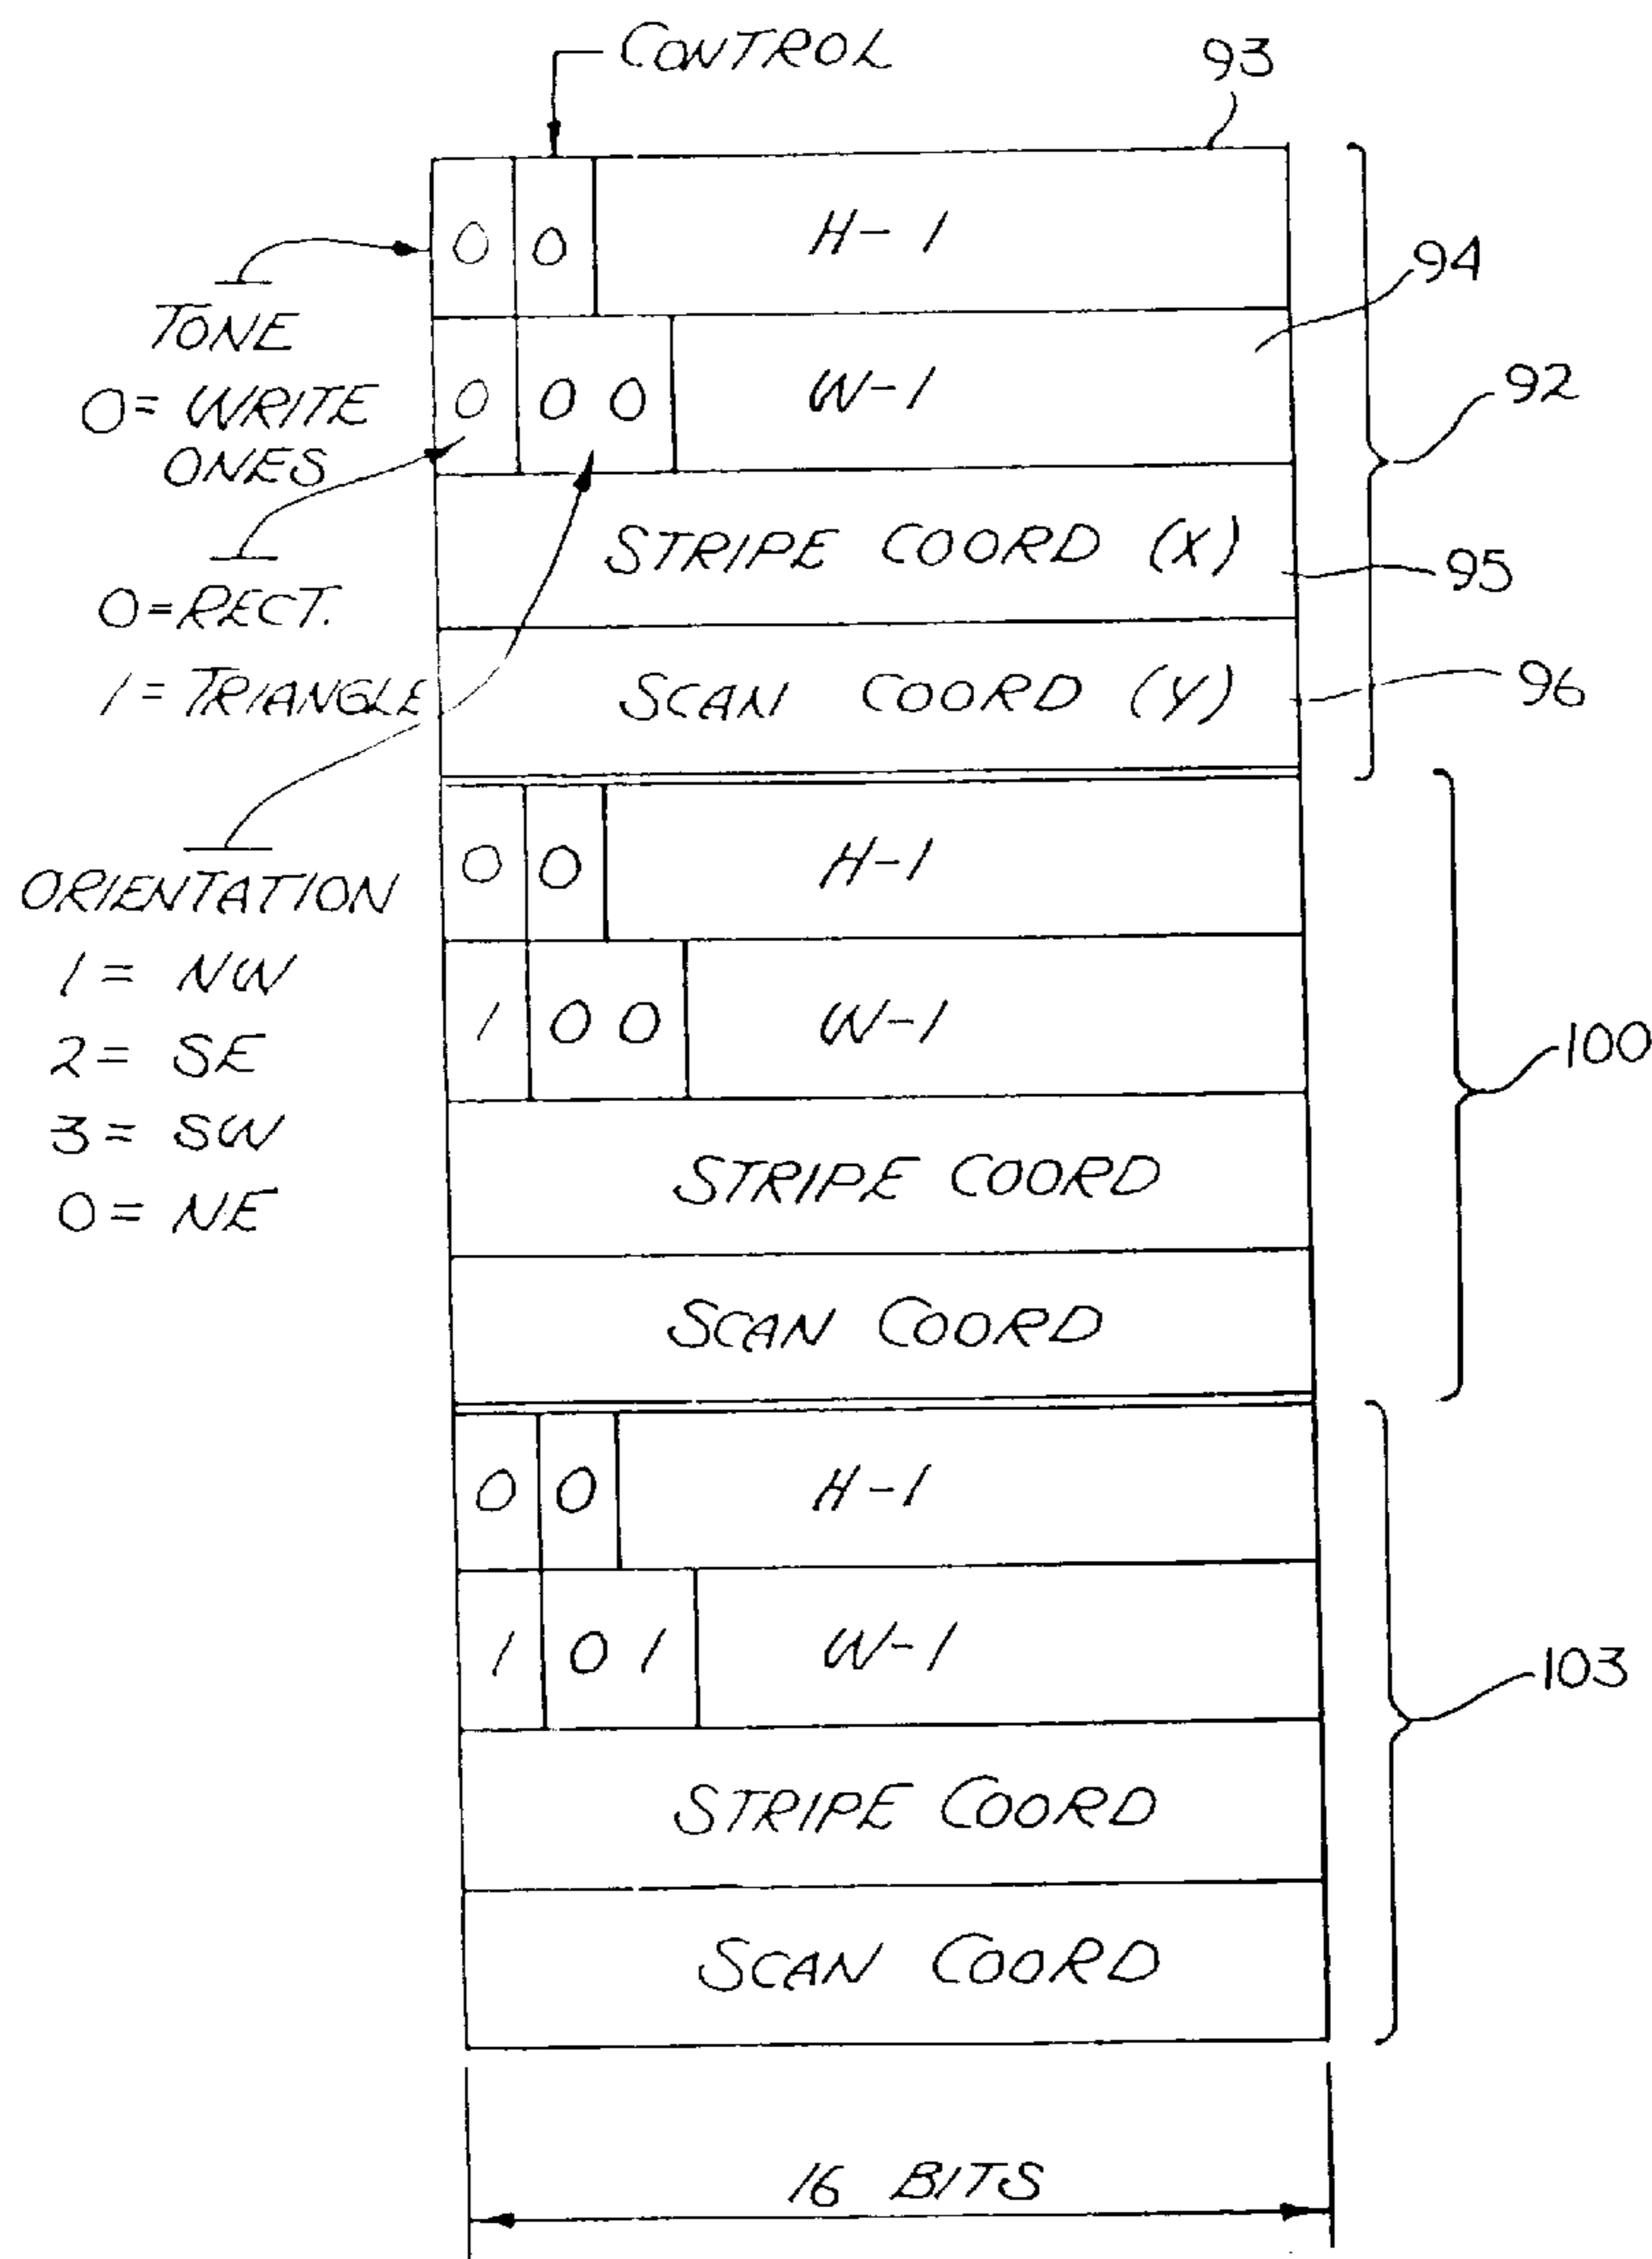 CONTROL
93
0 0 H-1
94
TONE
0 = WRITE
ONES
0 0 0 W-1
92
STRIPE COORD (X)
95
0 = RECT.
1 = TRIANGLE
SCAN COORD (Y)
96
0 0 H-1
ORIENTATION
1 = NW
2 = SE
3 = SW
0 = NE
1 0 0 W-1
100
STRIPE COORD
SCAN COORD
0 0 H-1
1 0 1 W-1
103
STRIPE COORD
SCAN COORD
16 BITS